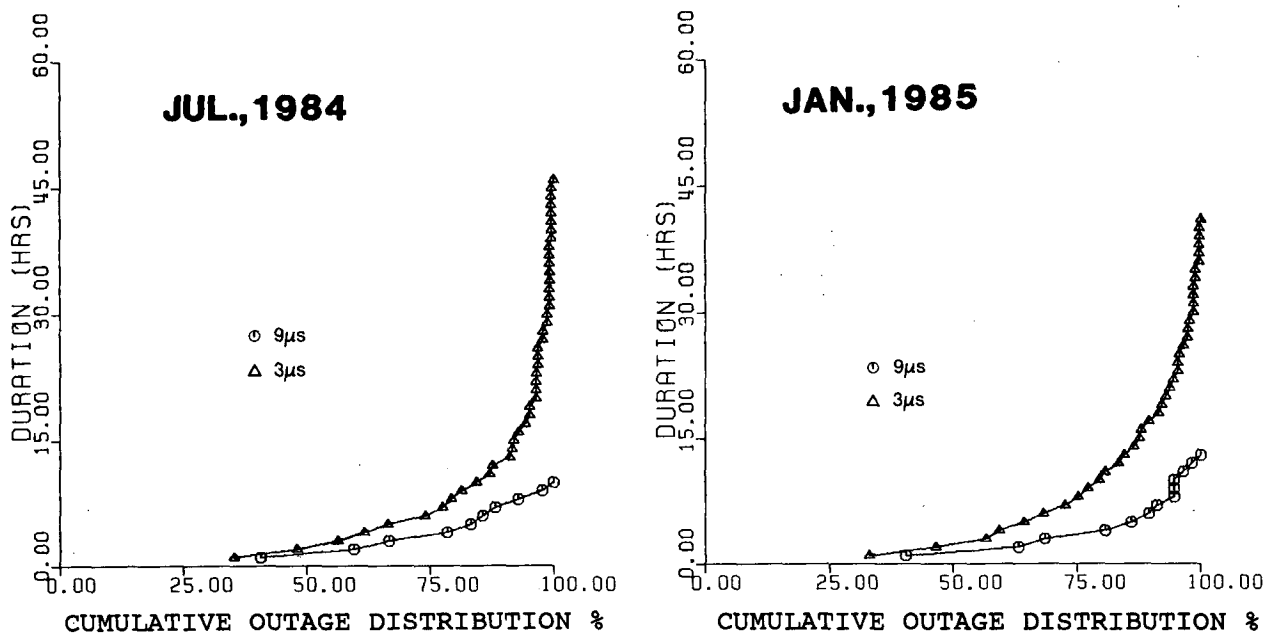 JUL.,1984
60.00
45.00
30.00
15.00
0.00
DURATION (HRS)
9µs
3µs
0.00 25.00 50.00 75.00 100.00
CUMULATIVE OUTAGE DISTRIBUTION %
JAN.,1985
60.00
45.00
30.00
15.00
0.00
DURATION (HRS)
9µs
3µs
0.00 25.00 50.00 75.00 100.00
CUMULATIVE OUTAGE DISTRIBUTION %